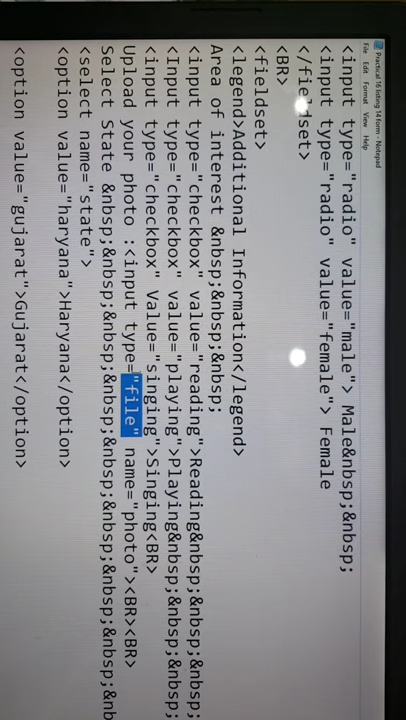 Practical 16 listing 14 form - Notepad
File Edit Format View Help
<input type="radio" value="male"> Male&nbsp;&nbsp;
<input type="radio" value="female"> Female
</fieldset>
<BR>
<fieldset>
<legend>Additional Information</legend>
Area of interest &nbsp;&nbsp;&nbsp;
<input type="checkbox" value="reading">Reading&nbsp;&nbsp;&nbsp;
<Input type="checkbox" value="playing">Playing&nbsp;&nbsp;&nbsp;
<input type="checkbox" Value="singing">Singing<BR>
Upload your photo :<input type="file" name="photo"><BR><BR>
Select State &nbsp;&nbsp;&nbsp;&nbsp;&nbsp;&nbsp;&nbsp;&nbsp;&nbsp;&nb
<select name="state">
<option value="haryana">Haryana</option>
<option value="gujarat">Gujarat</option>